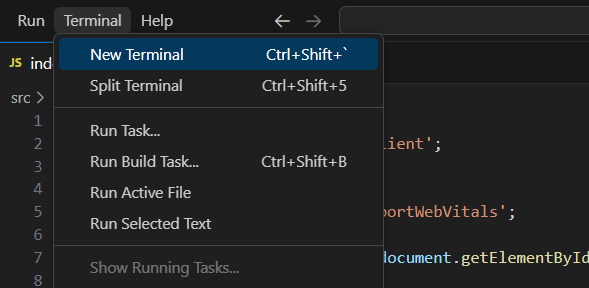 Run Terminal Help
New Terminal Ctrl+Shift+`
JS ind
Split Terminal Ctrl+Shift+5
src
1
Run Task...
2 lient';
Run Build Task... Ctrl+Shift+B
3
Run Active File
4
5 portWebVitals';
Run Selected Text
6
7 document.getElementById
Show Running Tasks...
8